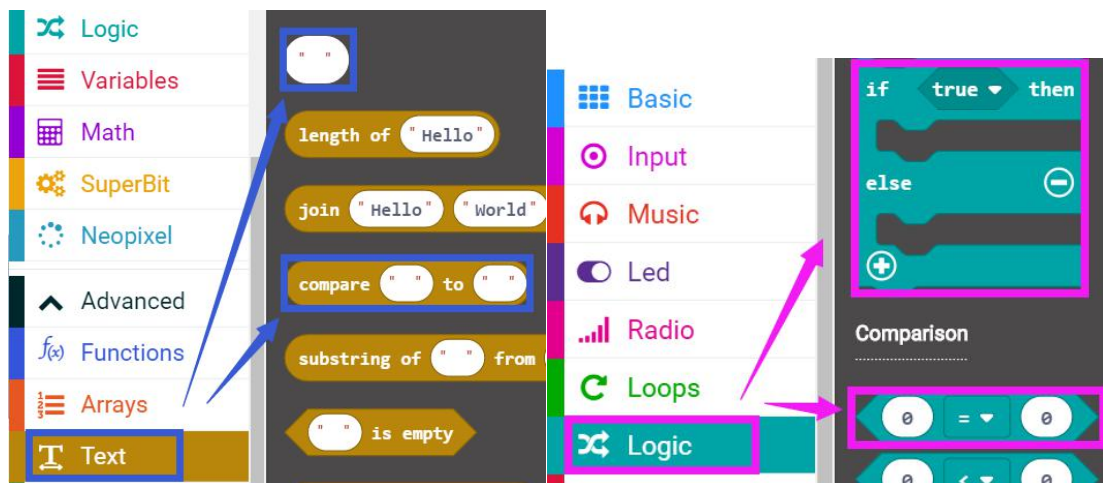 Logic
Variables
Math
SuperBit
Neopixel
Advanced
f(x) Functions
Arrays
Text
" "
length of "Hello"
join "Hello" "World"
compare " " to " "
substring of " " from
" " is empty
Basic
Input
Music
Led
Radio
Loops
Logic
if true then
else
Comparison
0 = 0
0 < 0